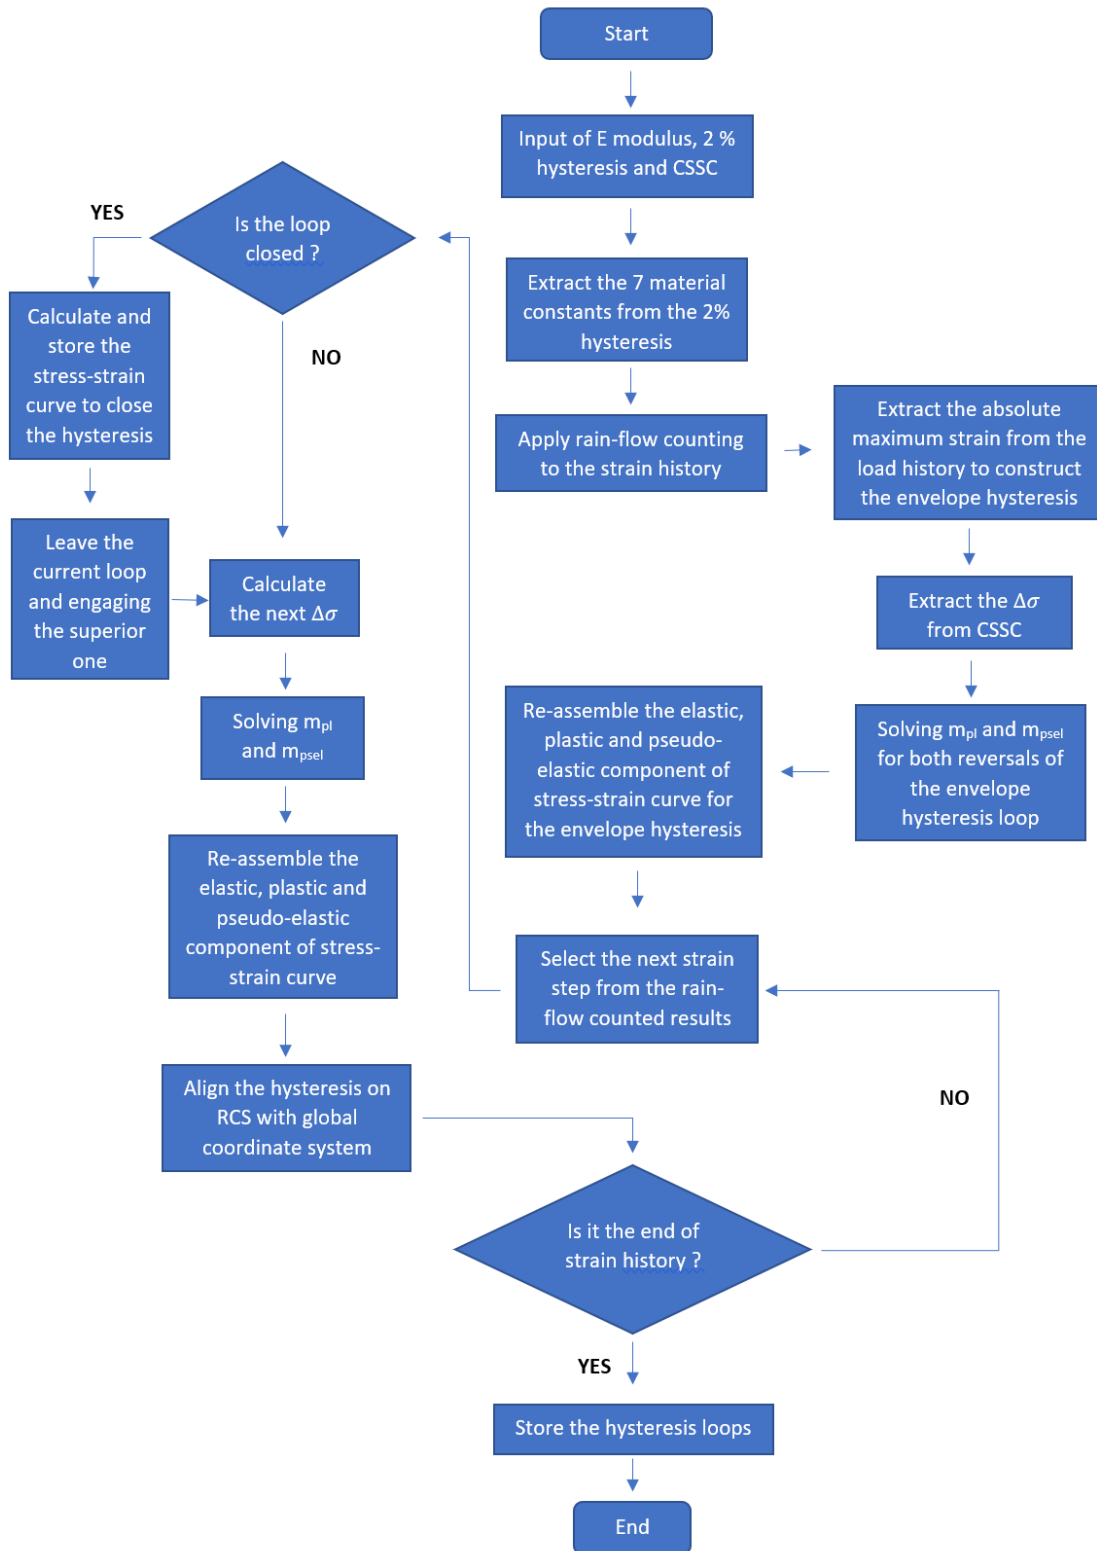 Start
Input of E modulus, 2 %
hysteresis and CSSC
Extract the 7 material
constants from the 2%
hysteresis
Apply rain-flow counting
to the strain history
Extract the absolute
maximum strain from the
load history to construct
the envelope hysteresis
Extract the Δσ
from CSSC
Solving mpl and mpsel
for both reversals of
the envelope
hysteresis loop
Re-assemble the elastic,
plastic and pseudo-
elastic component of
stress-strain curve for
the envelope hysteresis
Select the next strain
step from the rain-
flow counted results
Is the loop
closed ?
YES
NO
Calculate and
store the
stress-strain
curve to close
the hysteresis
Leave the
current loop
and engaging
the superior
one
Calculate
the next Δσ
Solving mpl
and mpsel
Re-assemble the
elastic, plastic and
pseudo-elastic
component of stress-
strain curve
Align the hysteresis on
RCS with global
coordinate system
Is it the end of
strain history ?
NO
YES
Store the hysteresis loops
End